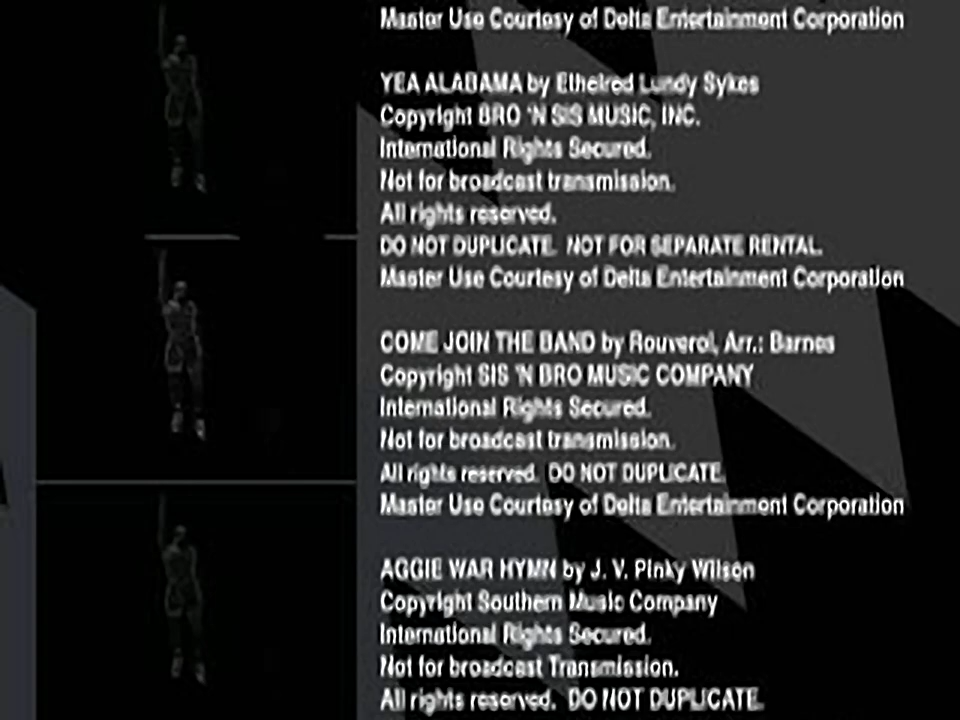 Master Use Courtesy of Delta Entertainment Corporation
YEA ALABAMA by Ethelred Lundy Sykes
Copyright BRO 'N SIS MUSIC, INC.
International Rights Secured.
Not for broadcast transmission.
All rights reserved.
DO NOT DUPLICATE. NOT FOR SEPARATE RENTAL.
Master Use Courtesy of Delta Entertainment Corporation
COME JOIN THE BAND by Rouverol, Arr.: Barnes
Copyright SIS 'N BRO MUSIC COMPANY
International Rights Secured.
Not for broadcast transmission.
All rights reserved. DO NOT DUPLICATE.
Master Use Courtesy of Delta Entertainment Corporation
AGGIE WAR HYMN by J. V. Pinky Wilson
Copyright Southern Music Company
International Rights Secured.
Not for broadcast Transmission.
All rights reserved. DO NOT DUPLICATE.